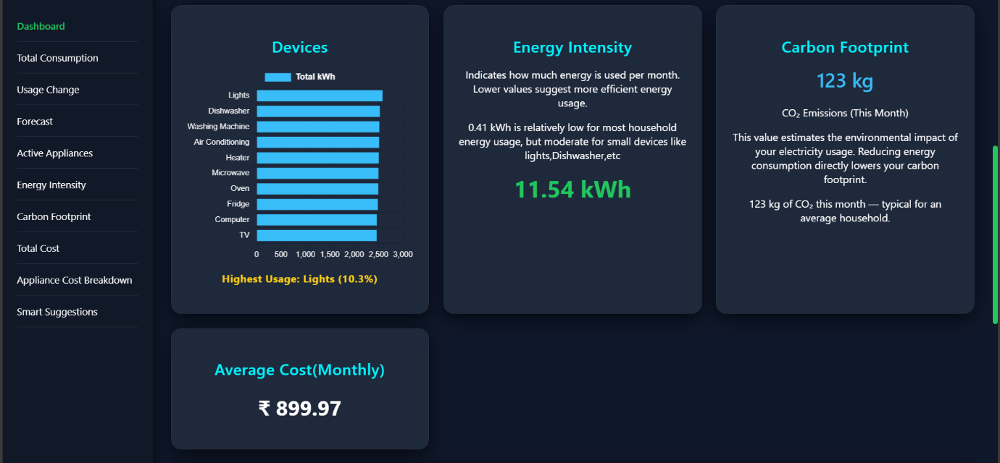 Dashboard
Total Consumption
Usage Change
Forecast
Active Appliances
Energy Intensity
Carbon Footprint
Total Cost
Appliance Cost Breakdown
Smart Suggestions
Devices
Total kWh
Lights
Dishwasher
Washing Machine
Air Conditioning
Heater
Microwave
Oven
Fridge
Computer
TV
0 500 1,000 1,500 2,000 2,500 3,000
Highest Usage: Lights (10.3%)
Energy Intensity
Indicates how much energy is used per month.
Lower values suggest more efficient energy
usage.
0.41 kWh is relatively low for most household
energy usage, but moderate for small devices like
lights,Dishwasher,etc
11.54 kWh
Carbon Footprint
123 kg
CO₂ Emissions (This Month)
This value estimates the environmental impact of
your electricity usage. Reducing energy
consumption directly lowers your carbon
footprint.
123 kg of CO₂ this month — typical for an
average household.
Average Cost(Monthly)
₹ 899.97